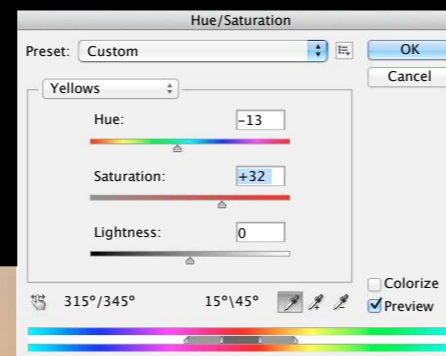 Hue/Saturation
Preset: Custom
OK
Cancel
Yellows
Hue: -13
Saturation: +32
Lightness: 0
Colorize
315°/345° 15°\45°
Preview